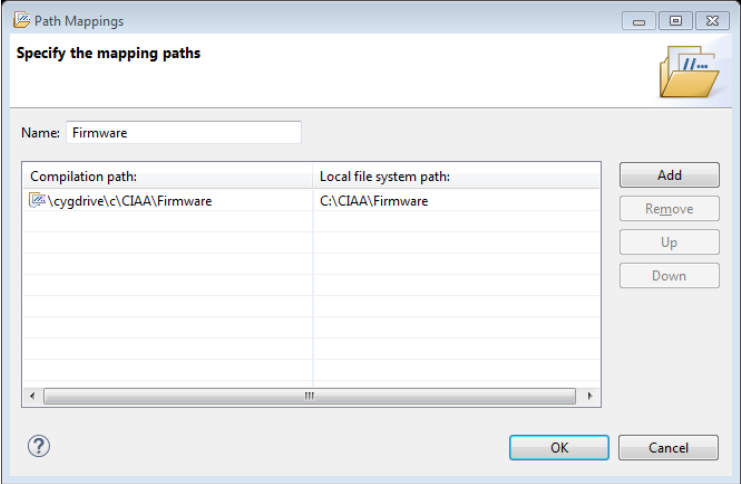 Path Mappings
Specify the mapping paths
Name: Firmware
Compilation path: Local file system path:
\cygdrive\c\CIAA\Firmware C:\CIAA\Firmware
Add
Remove
Up
Down
OK Cancel